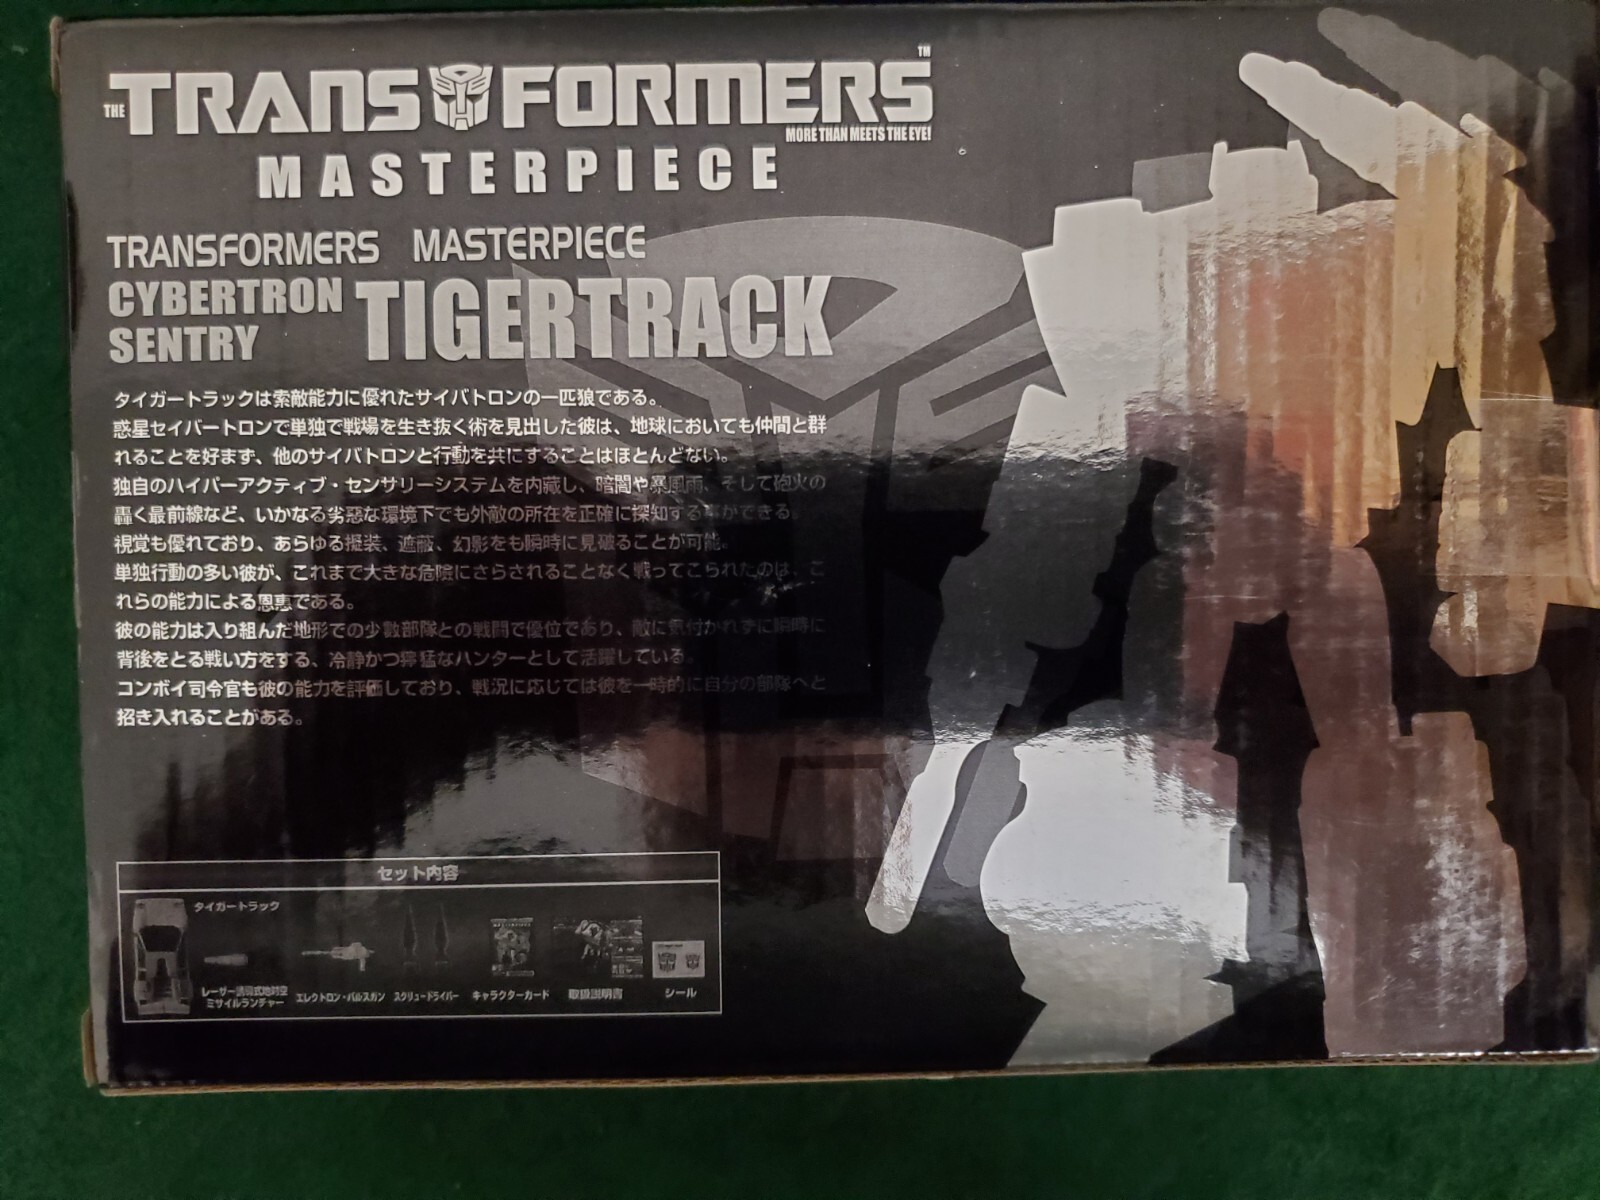 THE TRANSFORMERS TM
MORE THAN MEETS THE EYE!
MASTERPIECE
TRANSFORMERS MASTERPIECE
CYBERTRON
SENTRY
TIGERTRACK
タイガートラックは索敵能力に優れたサイバトロンの一匹狼である。
惑星セイバートロンで単独で戦場を生き抜く術を見出した彼は、地球においても仲間と群
れることを好まず、他のサイバトロンと行動を共にすることはほとんどない。
独自のハイパーアクティブ・センサリーシステムを内蔵し、暗闇や暴風雨、そして砲火の
轟く最前線など、いかなる劣悪な環境下でも外敵の所在を正確に探知する事ができる。
視覚も優れており、あらゆる擬装、遮蔽、幻影をも瞬時に見破ることが可能。
単独行動の多い彼が、これまで大きな危険にさらされることなく戦ってこられたのは、こ
れらの能力による恩恵である。
彼の能力は入り組んだ地形での少数部隊との戦闘で優位であり、敵に気付かれずに瞬時に
背後をとる戦い方をする、冷静かつ獰猛なハンターとして活躍している。
コンボイ司令官も彼の能力を評価しており、戦況に応じては彼を一時的に自分の部隊へと
招き入れることがある。
セット内容
タイガートラック
レーザー誘導式地対空
ミサイルランチャー
エレクトロン・パルスガン
スクリュードライバー
キャラクターカード
取扱説明書
シール